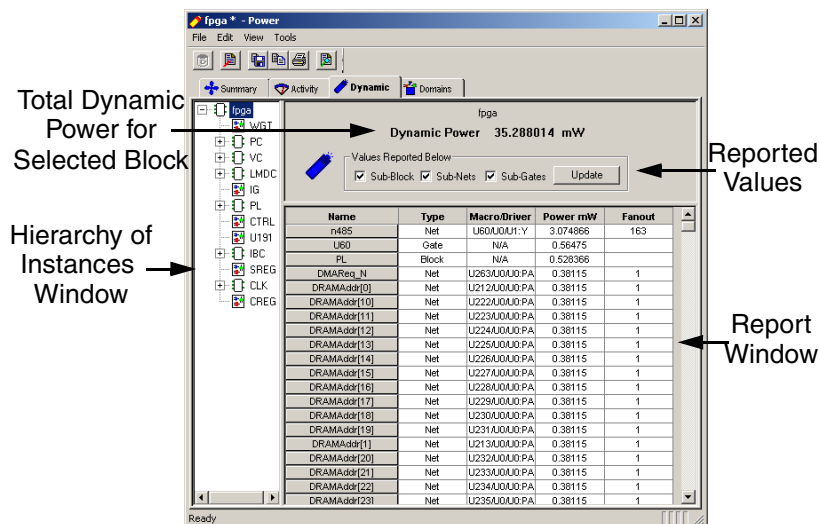 fpga * - Power
File Edit View Tools
Summary Activity Dynamic Domains
Total Dynamic
Power for
Selected Block
Hierarchy of
Instances
Window
Reported
Values
Report
Window
fpga
WGT
PC
VC
LMDC
IG
PL
CTRL
U191
IBC
SREG
CLK
CREG
fpga
Dynamic Power 35.288014 mW
Values Reported Below
Sub-Block Sub-Nets Sub-Gates Update
Name Type Macro/Driver Power mW Fanout
n485 Net U60/U0/U1:Y 3.074866 163
U60 Gate N/A 0.56475
PL Block N/A 0.528366
DMAReq_N Net U263/U0/U0:PA 0.38115 1
DRAMAddr[0] Net U212/U0/U0:PA 0.38115 1
DRAMAddr[10] Net U222/U0/U0:PA 0.38115 1
DRAMAddr[11] Net U223/U0/U0:PA 0.38115 1
DRAMAddr[12] Net U224/U0/U0:PA 0.38115 1
DRAMAddr[13] Net U225/U0/U0:PA 0.38115 1
DRAMAddr[14] Net U226/U0/U0:PA 0.38115 1
DRAMAddr[15] Net U227/U0/U0:PA 0.38115 1
DRAMAddr[16] Net U228/U0/U0:PA 0.38115 1
DRAMAddr[17] Net U229/U0/U0:PA 0.38115 1
DRAMAddr[18] Net U230/U0/U0:PA 0.38115 1
DRAMAddr[19] Net U231/U0/U0:PA 0.38115 1
DRAMAddr[1] Net U213/U0/U0:PA 0.38115 1
DRAMAddr[20] Net U232/U0/U0:PA 0.38115 1
DRAMAddr[21] Net U233/U0/U0:PA 0.38115 1
DRAMAddr[22] Net U234/U0/U0:PA 0.38115 1
DRAMAddr[23] Net U235/U0/U0:PA 0.38115 1
Ready